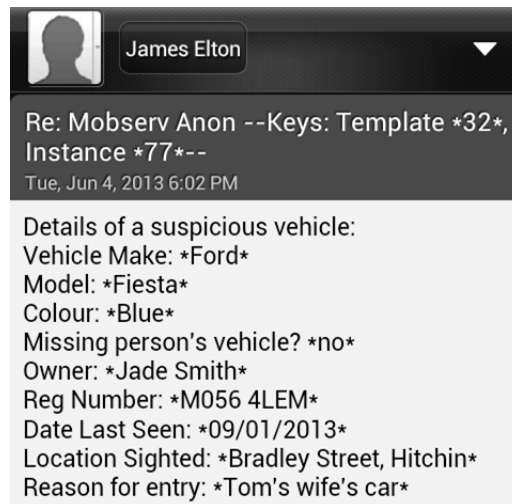 James Elton
Re: Mobserv Anon --Keys: Template *32*,
Instance *77*--
Tue, Jun 4, 2013 6:02 PM
Details of a suspicious vehicle:
Vehicle Make: *Ford*
Model: *Fiesta*
Colour: *Blue*
Missing person's vehicle? *no*
Owner: *Jade Smith*
Reg Number: *M056 4LEM*
Date Last Seen: *09/01/2013*
Location Sighted: *Bradley Street, Hitchin*
Reason for entry: *Tom's wife's car*